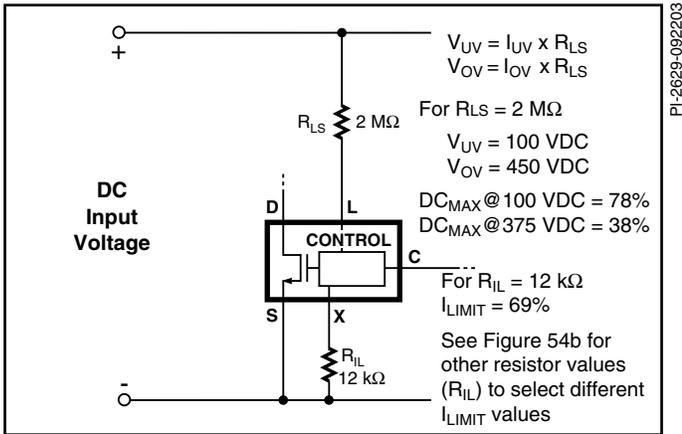 +
V_UV = I_UV x R_LS
V_OV = I_OV x R_LS
For RLS = 2 MΩ
R_LS 2 MΩ
V_UV = 100 VDC
V_OV = 450 VDC
DC
Input
Voltage
DC_MAX@100 VDC = 78%
DC_MAX@375 VDC = 38%
D
L
CONTROL
C
For R_IL = 12 kΩ
I_LIMIT = 69%
S
X
R_IL
12 kΩ
See Figure 54b for
other resistor values
(R_IL) to select different
I_LIMIT values
-
PI-2629-092203